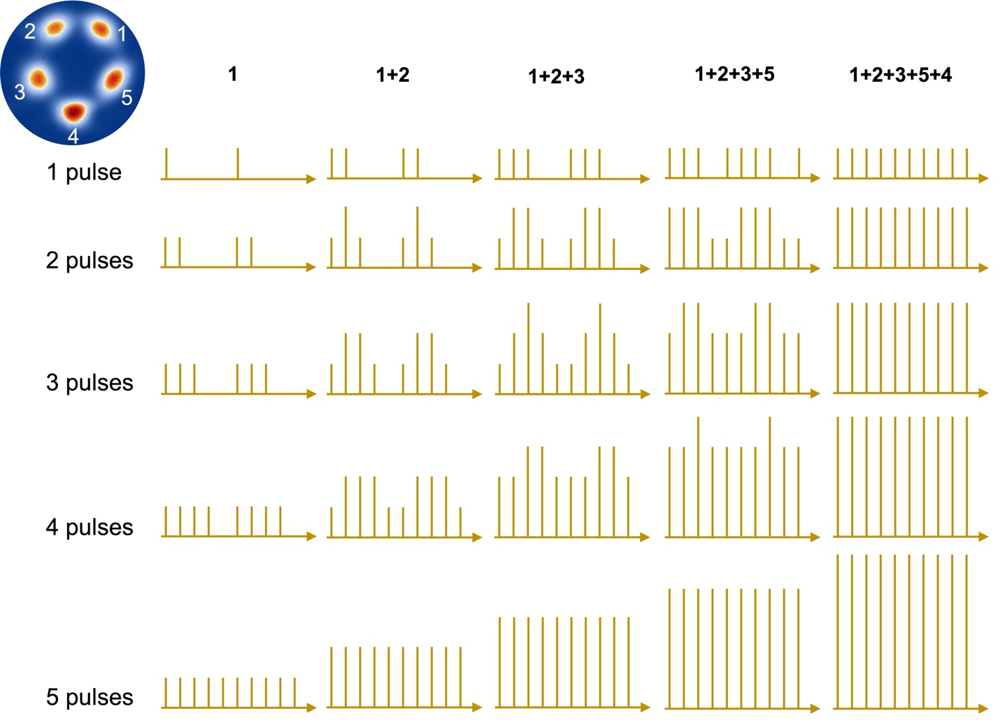 2
1
3
5
4
1
1+2
1+2+3
1+2+3+5
1+2+3+5+4
1 pulse
2 pulses
3 pulses
4 pulses
5 pulses